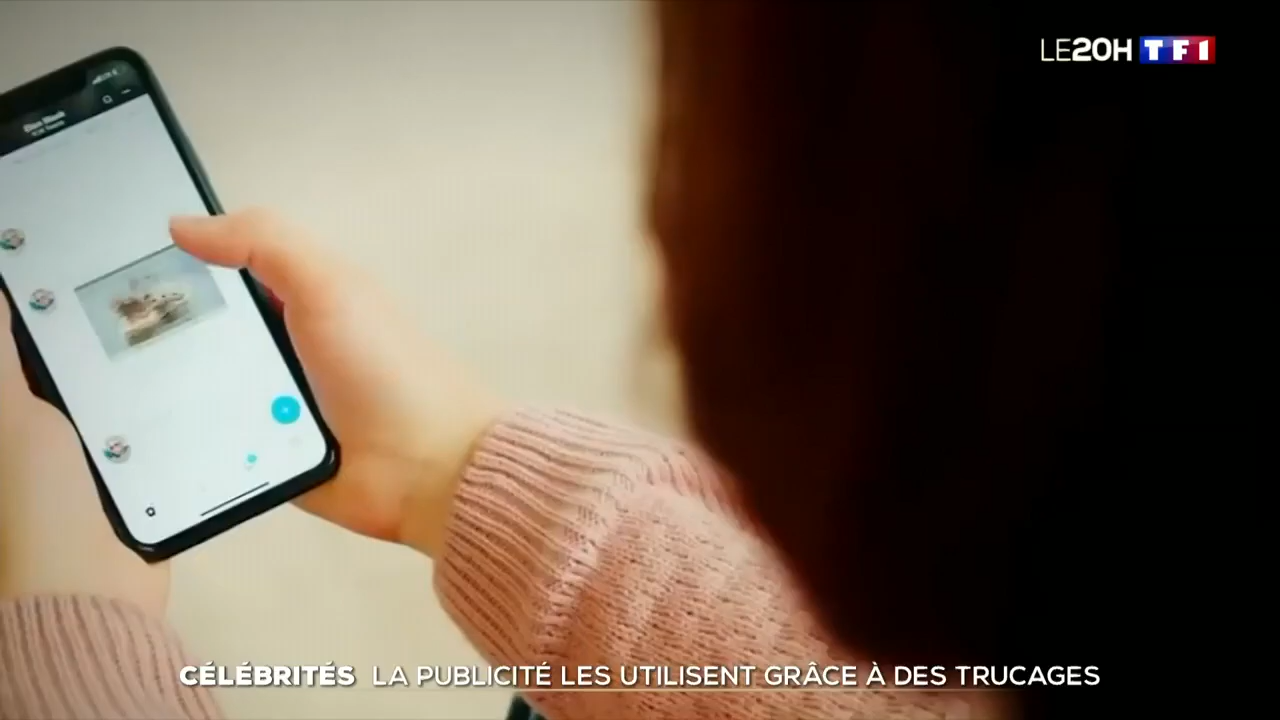 LE20H TF1
CÉLÉBRITÉS LA PUBLICITÉ LES UTILISENT GRÂCE À DES TRUCAGES